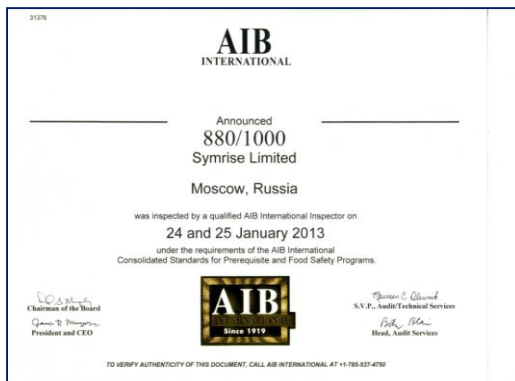 31376
AIB
INTERNATIONAL
Announced
880/1000
Symrise Limited
Moscow, Russia
was inspected by a qualified AIB International Inspector on
24 and 25 January 2013
under the requirements of the AIB International
Consolidated Standards for Prerequisite and Food Safety Programs.
Chairman of the Board
President and CEO
AIB
INTERNATIONAL
Since 1919
S.V.P., Audit/Technical Services
Head, Audit Services
TO VERIFY AUTHENTICITY OF THIS DOCUMENT, CALL AIB INTERNATIONAL AT +1-785-537-4750